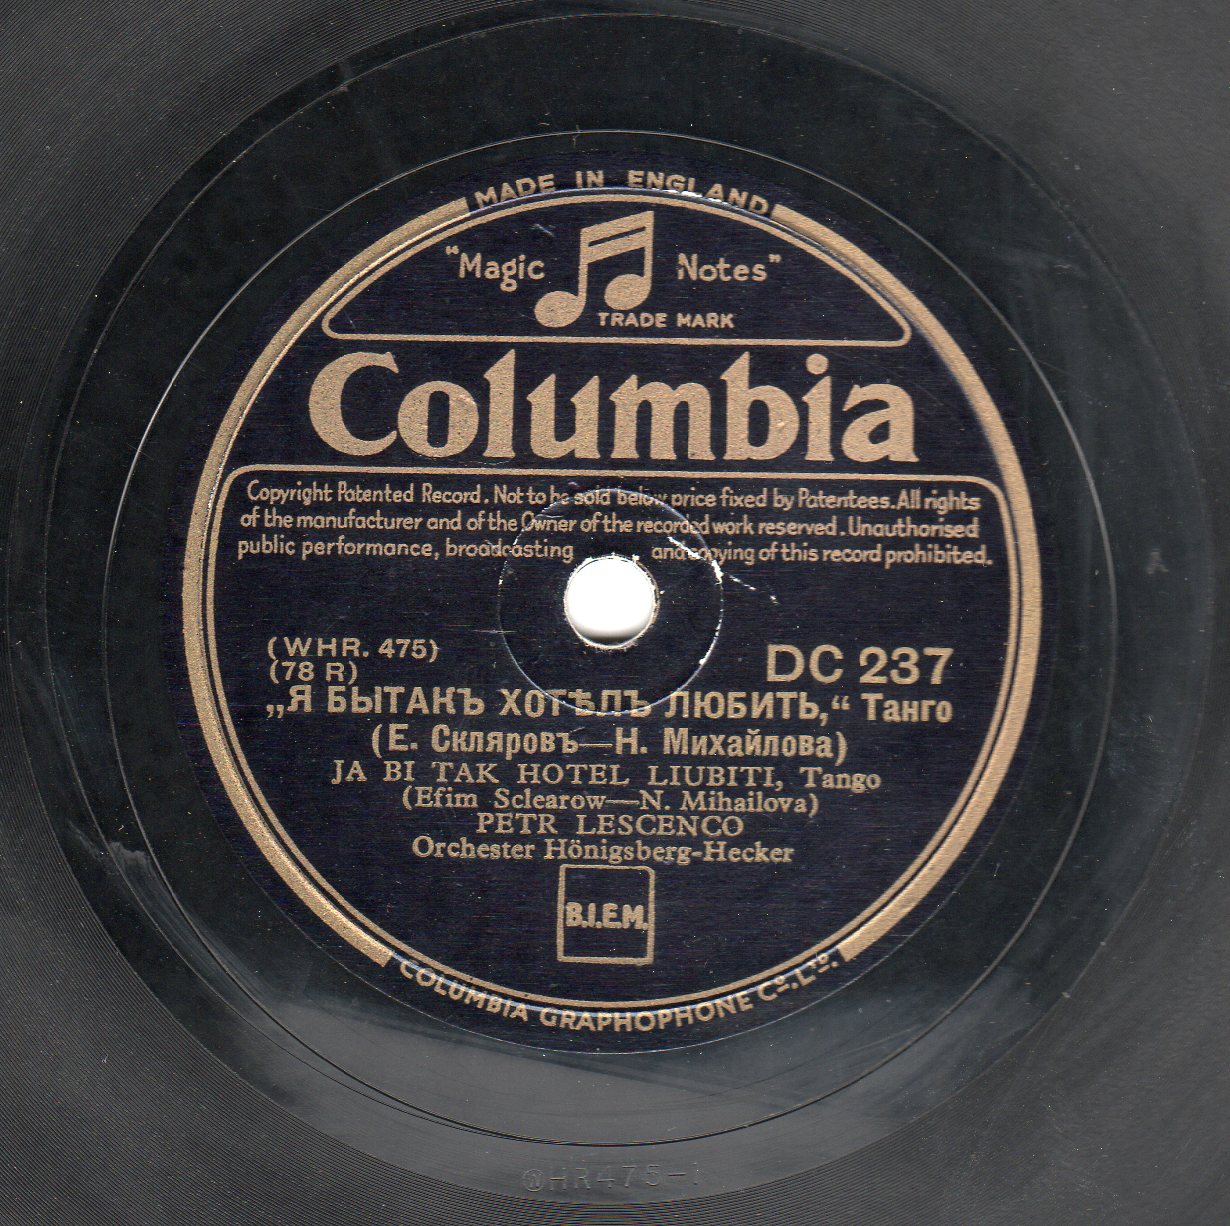 MADE IN ENGLAND
"Magic Notes"
TRADE MARK
Columbia
Copyright Patented Record. Not to be sold below price fixed by Patentees. All rights
of the manufacturer and of the Owner of the recorded work reserved. Unauthorised
public performance, broadcasting and copying of this record prohibited.
(WHR. 475)
(78 R)
DC 237
„Я БЫТАКЪ ХОТѢЛЪ ЛЮБИТЬ,“ Танго
(Е. Скляровъ—Н. Михайлова)
JA BI TAK HOTEL LIUBITI, Tango
(Efim Sclearow—N. Mihailova)
PETR LESCENCO
Orchester Hönigsberg-Hecker
B.I.E.M.
COLUMBIA GRAPHOPHONE Cº. Lᵀᴰ.
WHR475-1